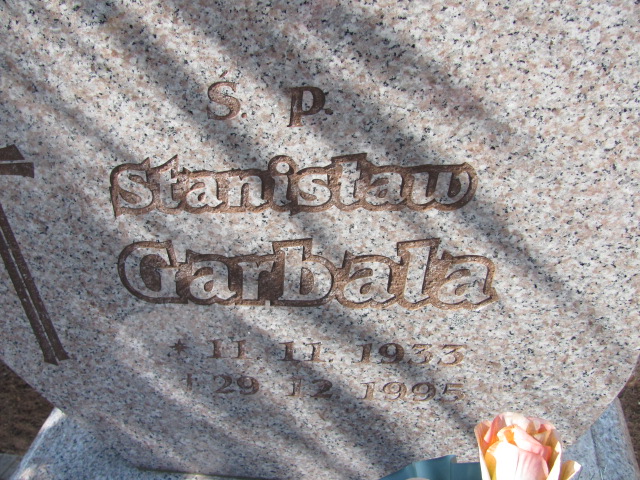 Ś. P.
Stanisław
Garbala
* 11. 11. 1933
† 29. 12. 1995